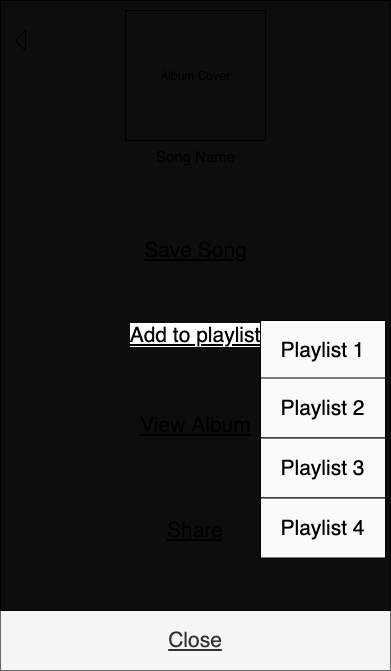 Album Cover
Song Name
Save Song
Add to playlist
Playlist 1
Playlist 2
Playlist 3
View Album
Playlist 4
Share
Close